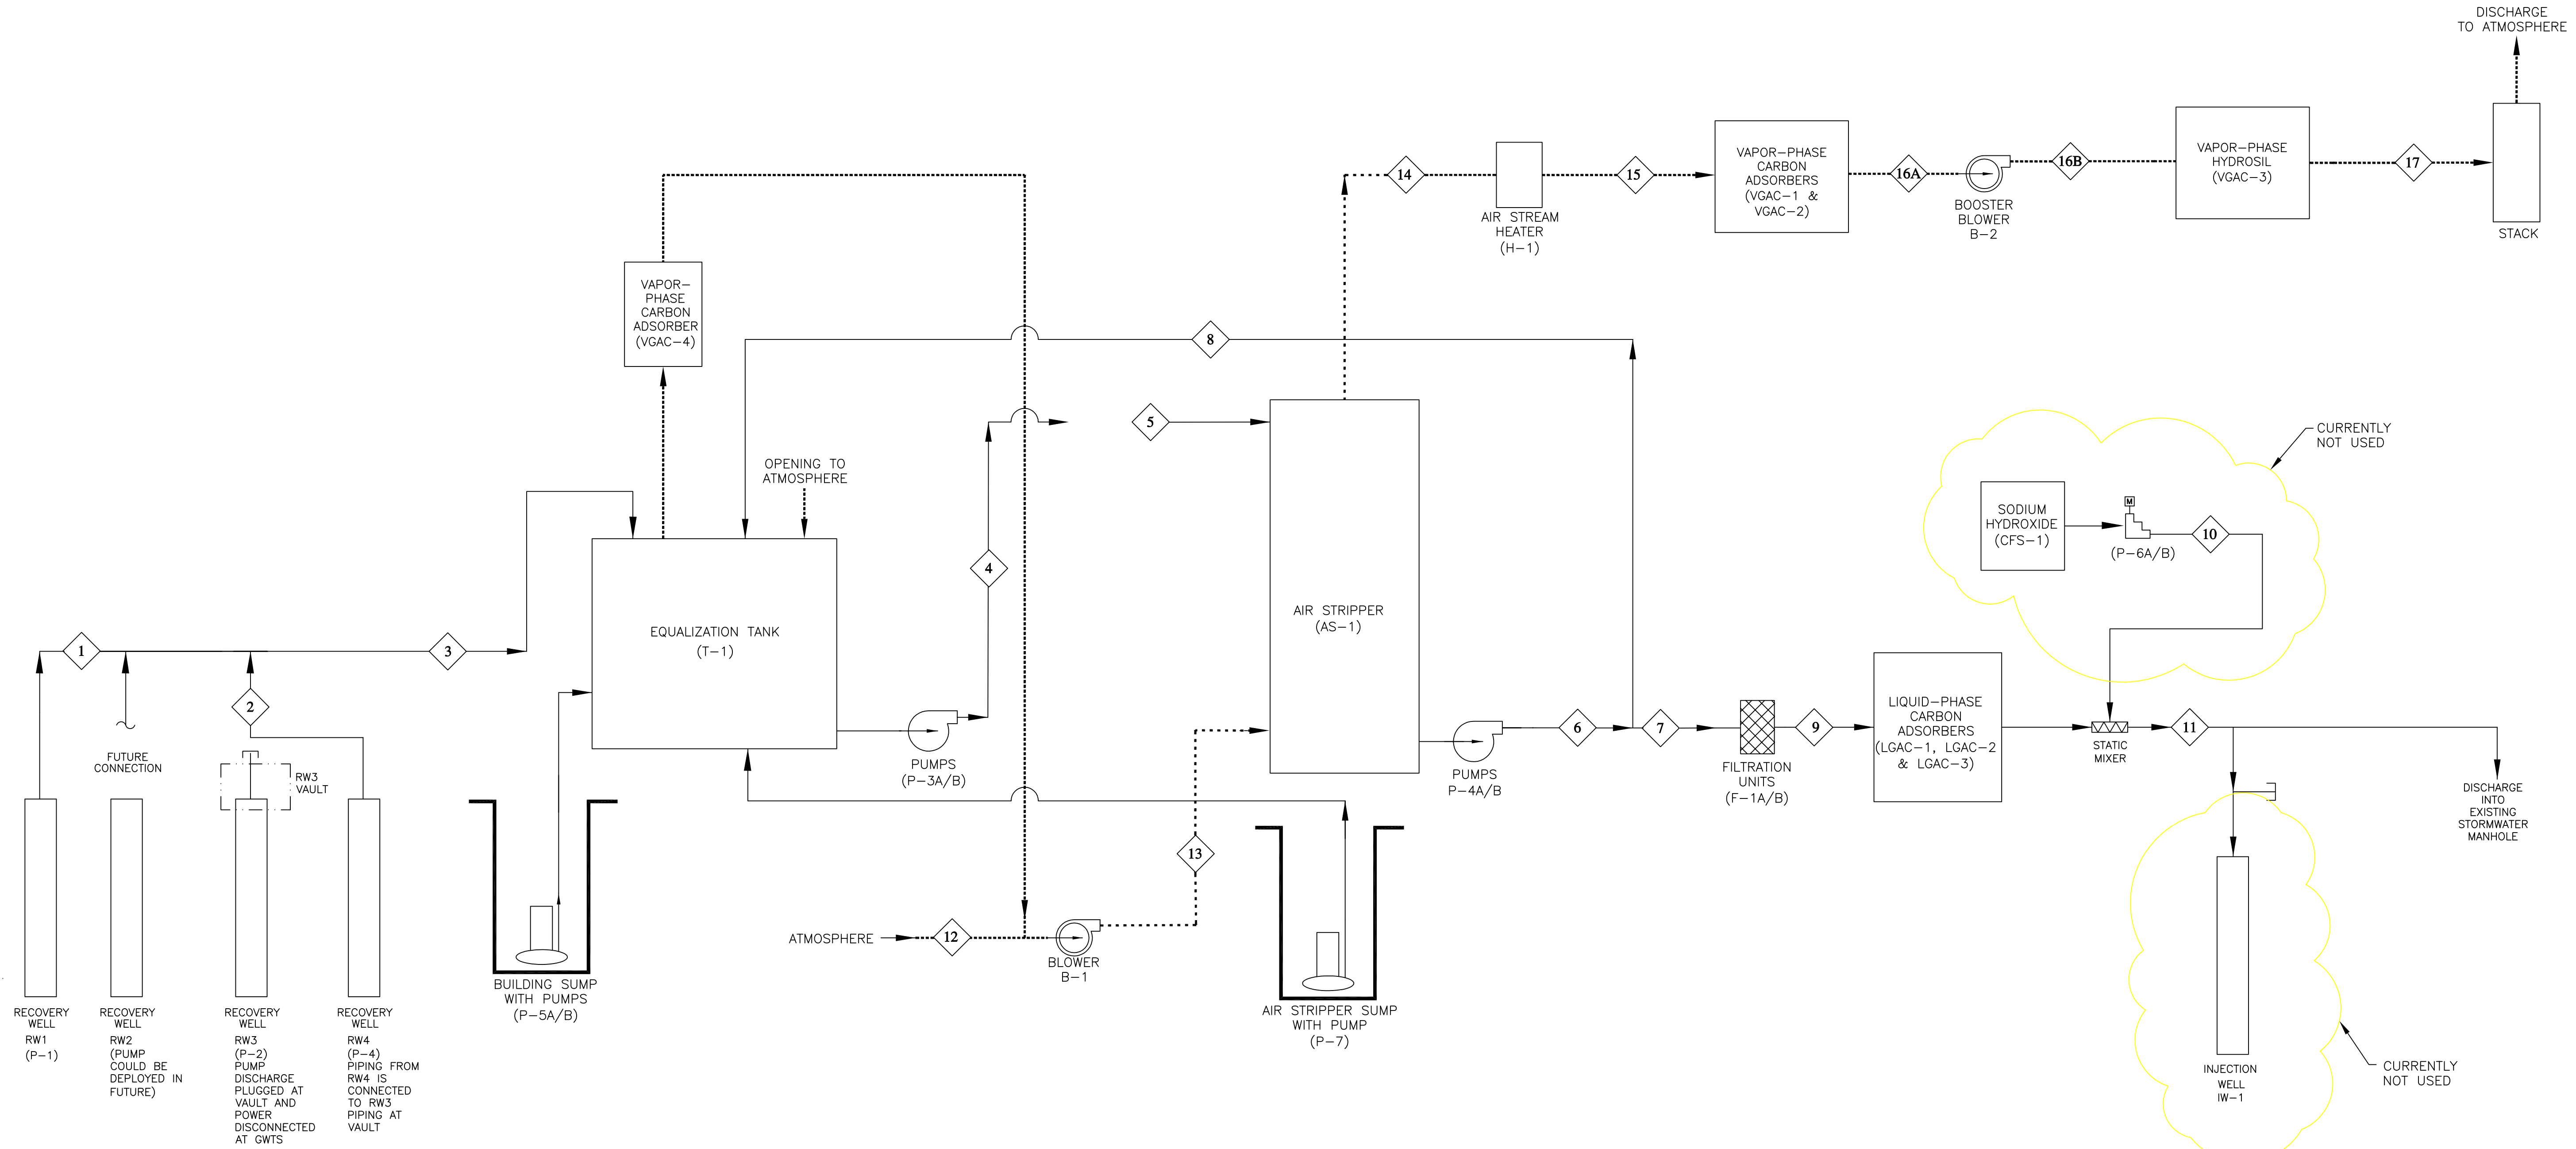 DISCHARGE
TO ATMOSPHERE
14
15
16A
16B
17
AIR STREAM
HEATER
(H-1)
VAPOR-PHASE
CARBON
ADSORBERS
(VGAC-1 &
VGAC-2)
BOOSTER
BLOWER
B-2
VAPOR-PHASE
HYDROSIL
(VGAC-3)
STACK
VAPOR-
PHASE
CARBON
ADSORBER
(VGAC-4)
8
5
OPENING TO
ATMOSPHERE
4
CURRENTLY
NOT USED
SODIUM
HYDROXIDE
(CFS-1)
M
(P-6A/B)
10
EQUALIZATION TANK
(T-1)
AIR STRIPPER
(AS-1)
1
3
2
FUTURE
CONNECTION
RW3
VAULT
PUMPS
(P-3A/B)
PUMPS
P-4A/B
6
7
FILTRATION
UNITS
(F-1A/B)
9
LIQUID-PHASE
CARBON
ADSORBERS
(LGAC-1, LGAC-2
& LGAC-3)
STATIC
MIXER
11
DISCHARGE
INTO
EXISTING
STORMWATER
MANHOLE
13
ATMOSPHERE
12
BLOWER
B-1
BUILDING SUMP
WITH PUMPS
(P-5A/B)
AIR STRIPPER SUMP
WITH PUMP
(P-7)
RECOVERY
WELL
RW1
(P-1)
RECOVERY
WELL
RW2
(PUMP
COULD BE
DEPLOYED IN
FUTURE)
RECOVERY
WELL
RW3
(P-2)
PUMP
DISCHARGE
PLUGGED AT
VAULT AND
POWER
DISCONNECTED
AT GWTS
RECOVERY
WELL
RW4
(P-4)
PIPING FROM
RW4 IS
CONNECTED
TO RW3
PIPING AT
VAULT
INJECTION
WELL
IW-1
CURRENTLY
NOT USED